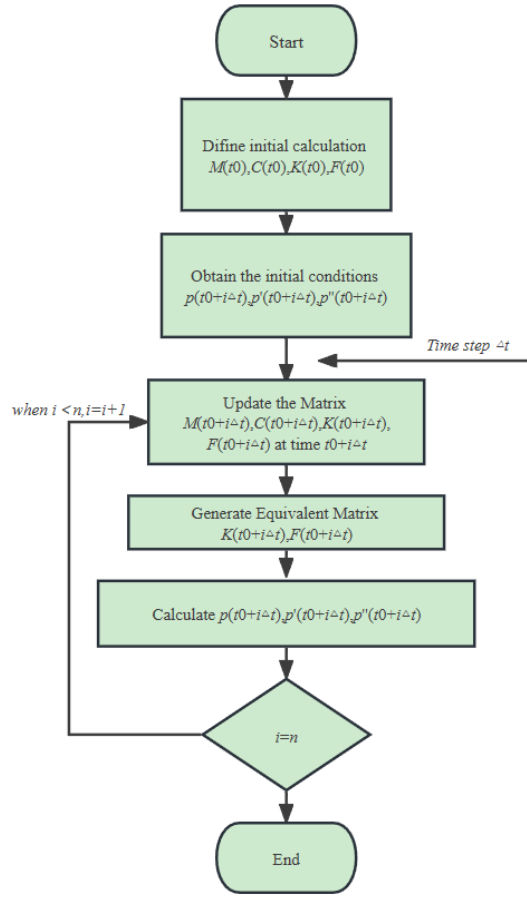 Start
Difine initial calculation
M(t0),C(t0),K(t0),F(t0)
Obtain the initial conditions
p(t0+i△t),p'(t0+i△t),p''(t0+i△t)
Time step △t
when i <n,i=i+1
Update the Matrix
M(t0+i△t),C(t0+i△t),K(t0+i△t),
F(t0+i△t) at time t0+i△t
Generate Equivalent Matrix
K(t0+i△t),F(t0+i△t)
Calculate p(t0+i△t),p'(t0+i△t),p''(t0+i△t)
i=n
End